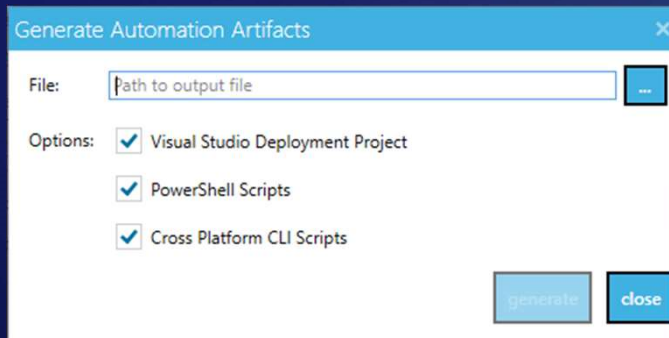 Generate Automation Artifacts
File: Path to output file ...
Options: Visual Studio Deployment Project
PowerShell Scripts
Cross Platform CLI Scripts
generate close